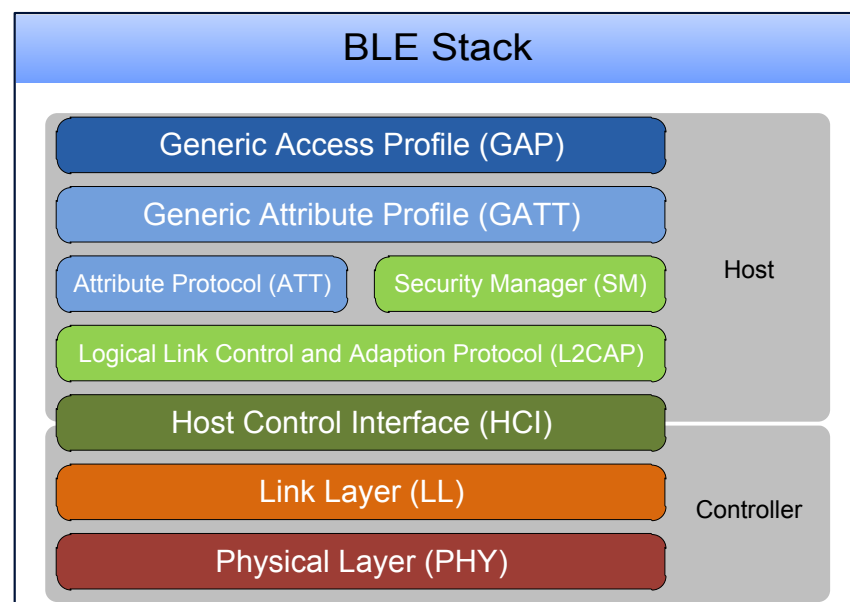 BLE Stack
Generic Access Profile (GAP)
Generic Attribute Profile (GATT)
Attribute Protocol (ATT)
Security Manager (SM)
Host
Logical Link Control and Adaption Protocol (L2CAP)
Host Control Interface (HCI)
Link Layer (LL)
Controller
Physical Layer (PHY)